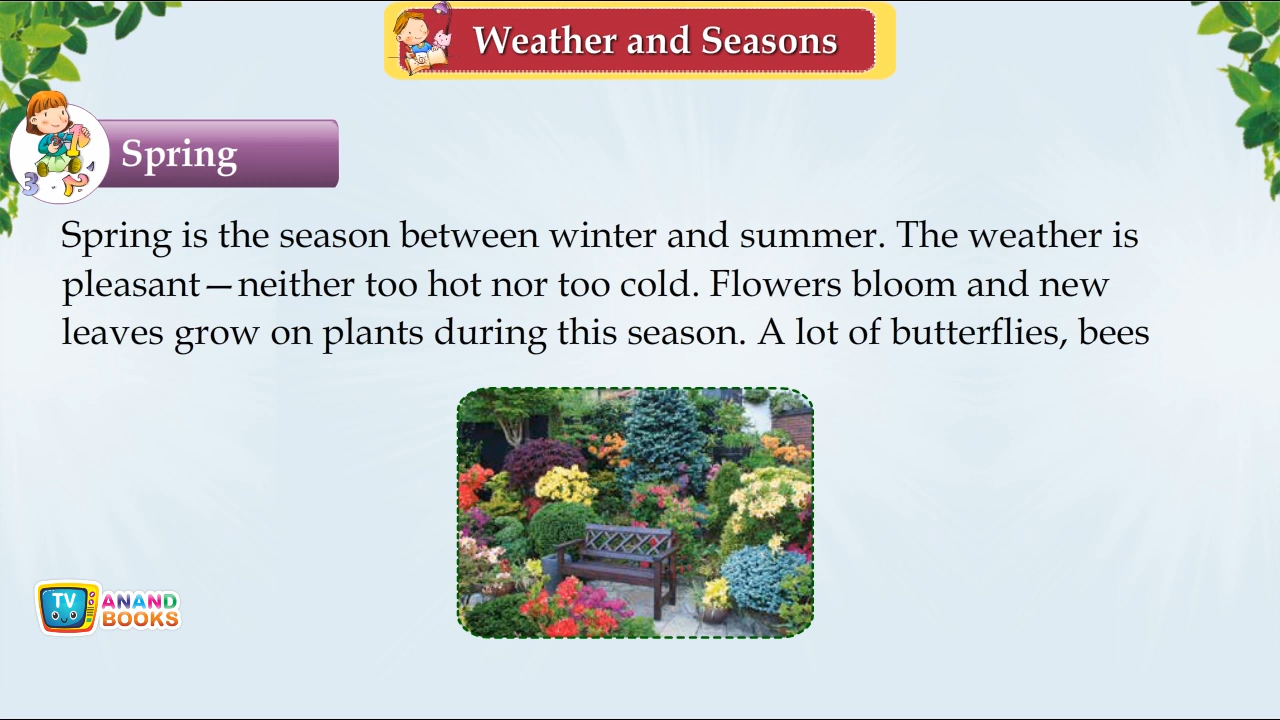 Weather and Seasons
Spring
Spring is the season between winter and summer. The weather is
pleasant—neither too hot nor too cold. Flowers bloom and new
leaves grow on plants during this season. A lot of butterflies, bees
TV
ANAND
BOOKS